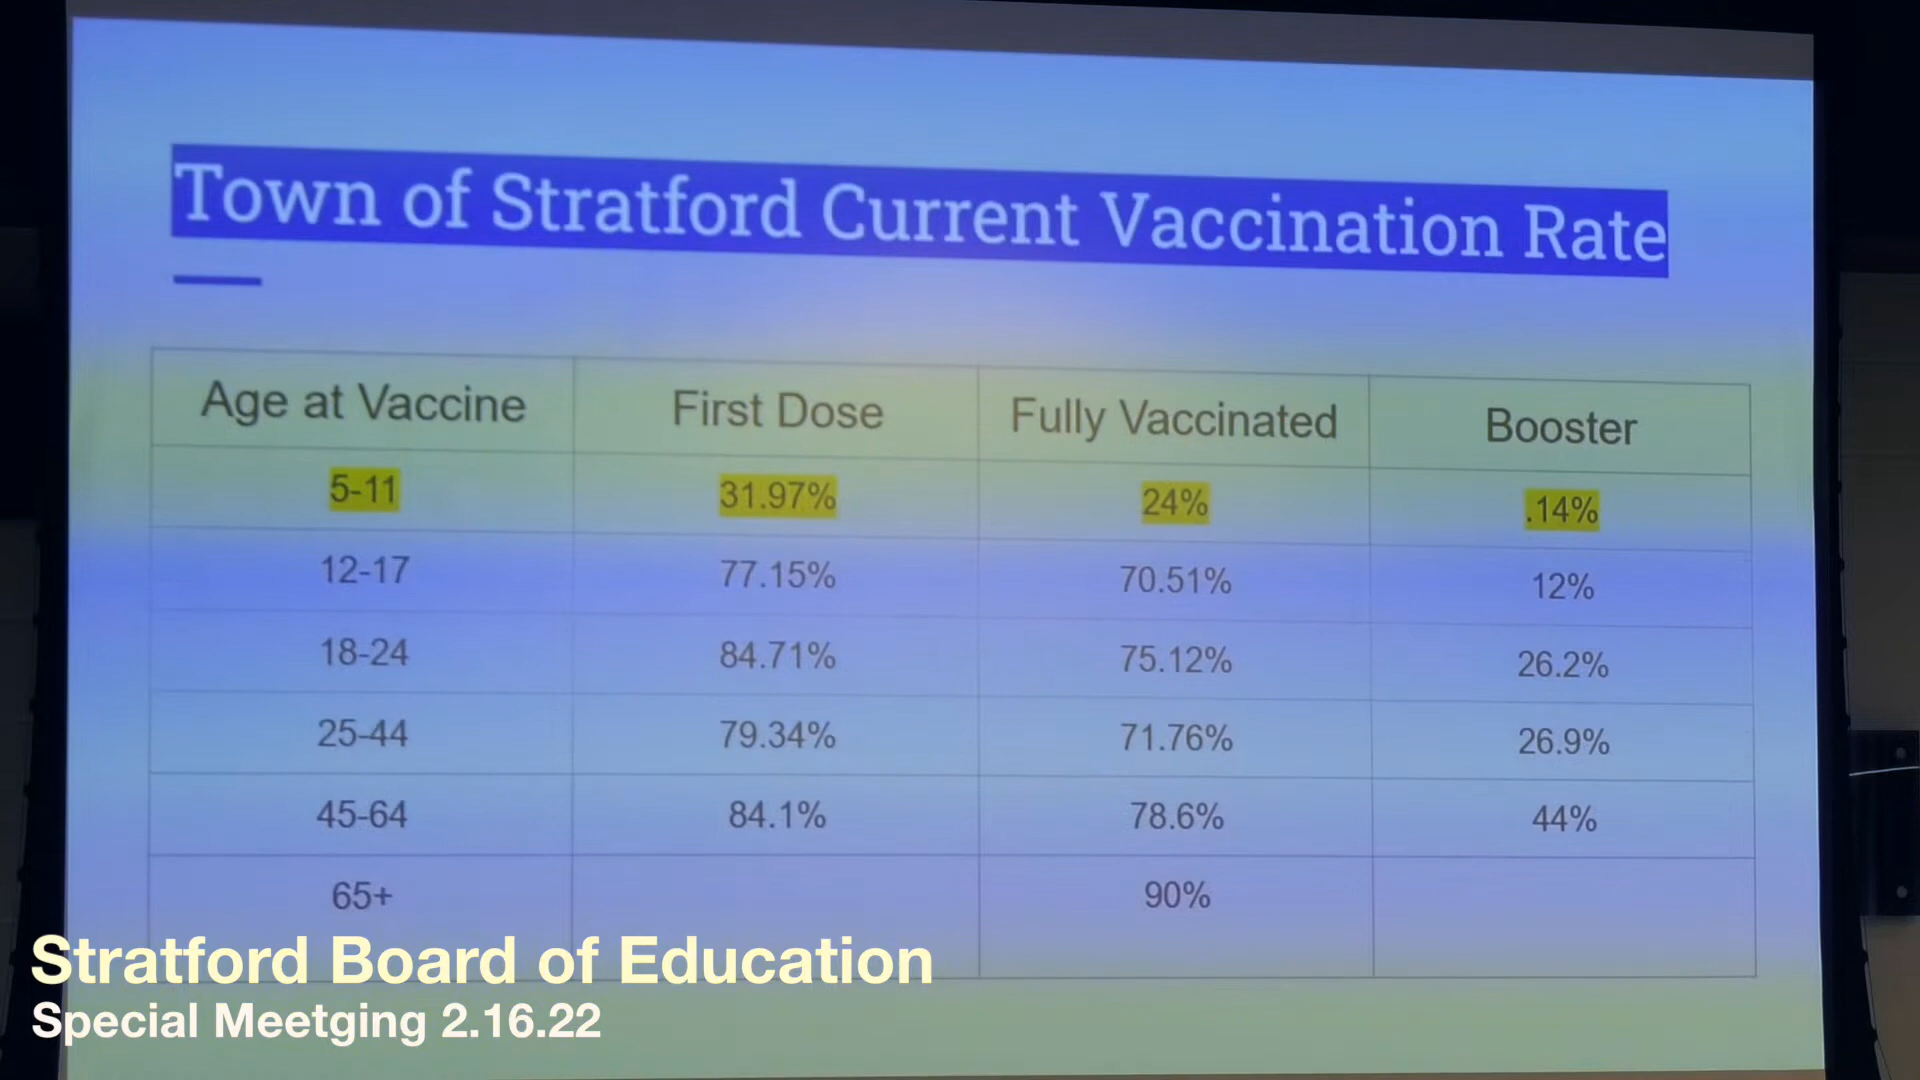 Town of Stratford Current Vaccination Rate
Age at Vaccine First Dose Fully Vaccinated Booster
5-11 31.97% 24% .14%
12-17 77.15% 70.51% 12%
18-24 84.71% 75.12% 26.2%
25-44 79.34% 71.76% 26.9%
45-64 84.1% 78.6% 44%
65+ 90%
Stratford Board of Education
Special Meetging 2.16.22